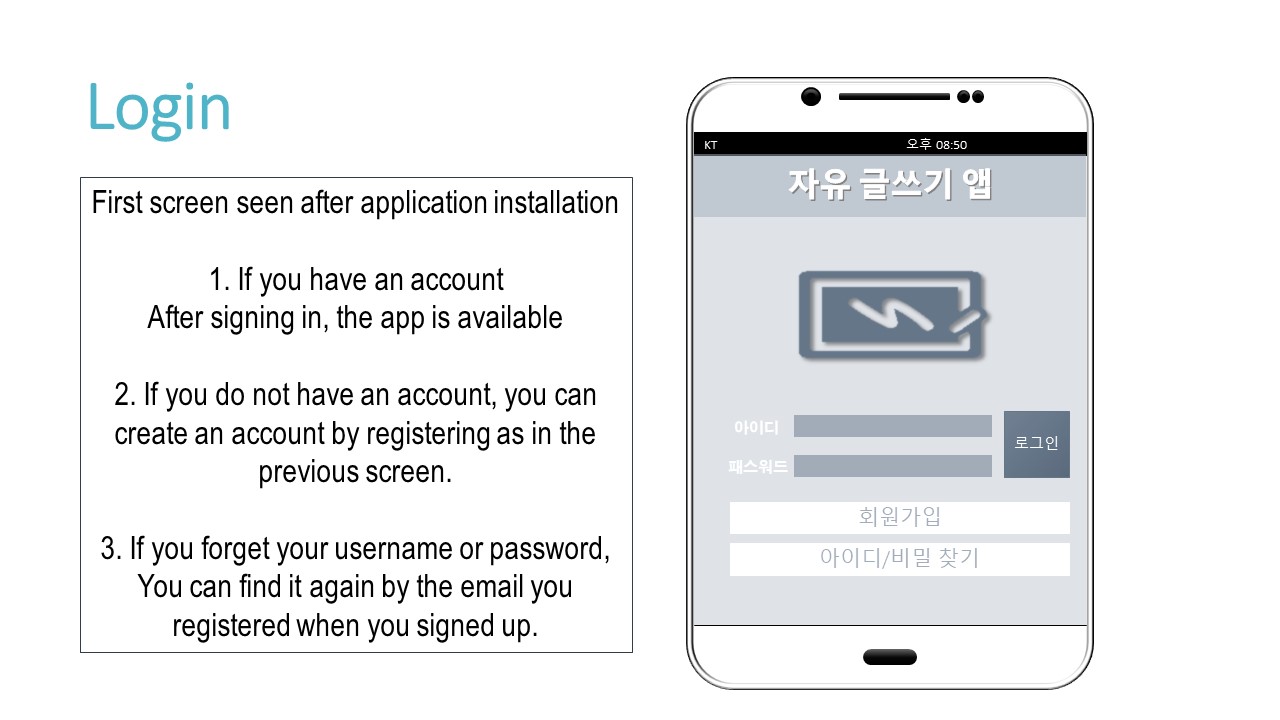 Login
First screen seen after application installation
1. If you have an account
After signing in, the app is available
2. If you do not have an account, you can
create an account by registering as in the
previous screen.
3. If you forget your username or password,
You can find it again by the email you
registered when you signed up.
KT 오후 08:50
자유 글쓰기 앱
아이디
패스워드
로그인
회원가입
아이디/비밀 찾기